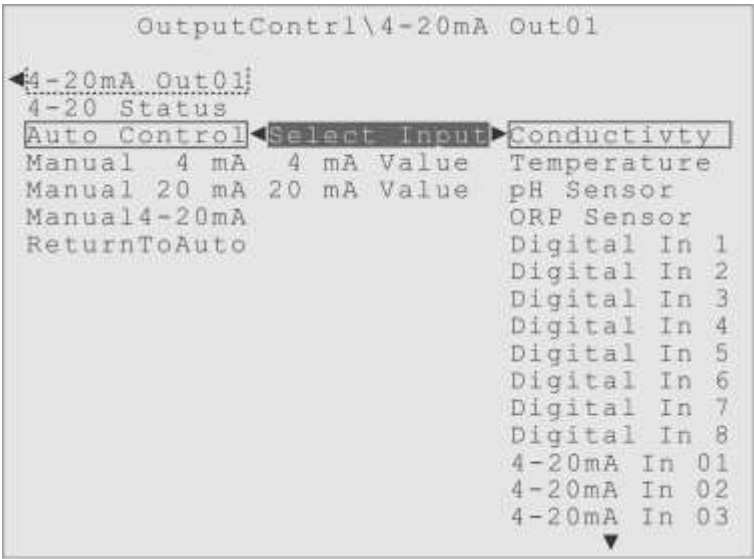 OutputContrl\4-20mA Out01
4-20mA Out01
4-20 Status
Auto Control Select Input Conductivty
Manual 4 mA 4 mA Value Temperature
Manual 20 mA 20 mA Value pH Sensor
Manual4-20mA ORP Sensor
ReturnToAuto Digital In 1
Digital In 2
Digital In 3
Digital In 4
Digital In 5
Digital In 6
Digital In 7
Digital In 8
4-20mA In 01
4-20mA In 02
4-20mA In 03